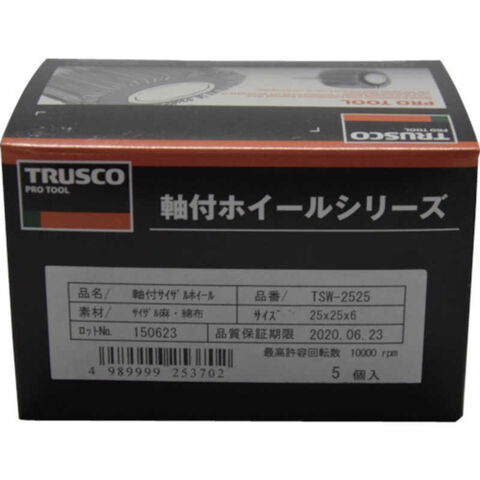 PRO TOOL
TRUSCO
PRO TOOL
TRUSCO
PRO TOOL
軸付ホイールシリーズ
品名/ 軸付サイザルホイール 品番/ TSW-2525
素材/ サイザル麻・綿布 サイズ 25x25x6
ロットNo. 150623 品質保証期限 2020.06.23
最高許容回転数 10000 rpm
4 989999 253702
5 個入